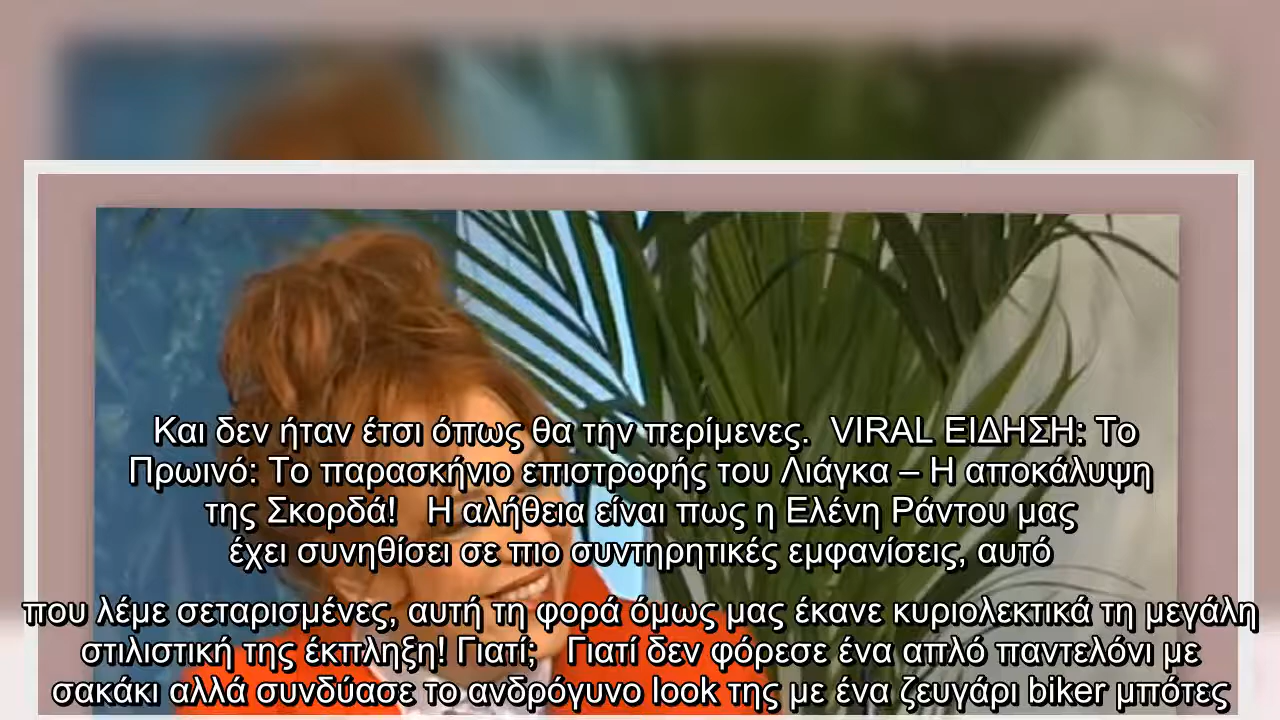 Και δεν ήταν έτσι όπως θα την περίμενες.  VIRAL ΕΙΔΗΣΗ: Το
Πρωινό: Το παρασκήνιο επιστροφής του Λιάγκα – Η αποκάλυψη
της Σκορδά!   Η αλήθεια είναι πως η Ελένη Ράντου μας
έχει συνηθίσει σε πιο συντηρητικές εμφανίσεις, αυτό
που λέμε σεταρισμένες, αυτή τη φορά όμως μας έκανε κυριολεκτικά τη μεγάλη
στιλιστική της έκπληξη! Γιατί;   Γιατί δεν φόρεσε ένα απλό παντελόνι με
σακάκι αλλά συνδύασε το ανδρόγυνο look της με ένα ζευγάρι biker μπότες